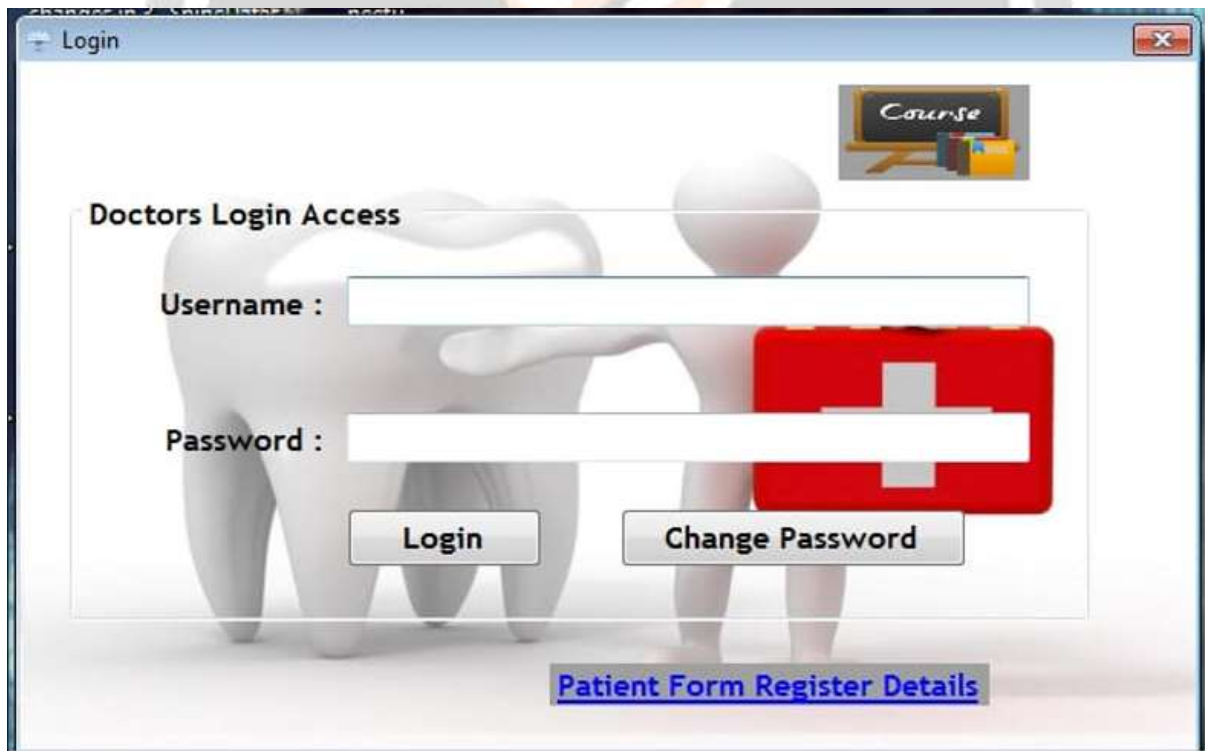 Login
Course
Doctors Login Access
Username :
Password :
Login Change Password
Patient Form Register Details